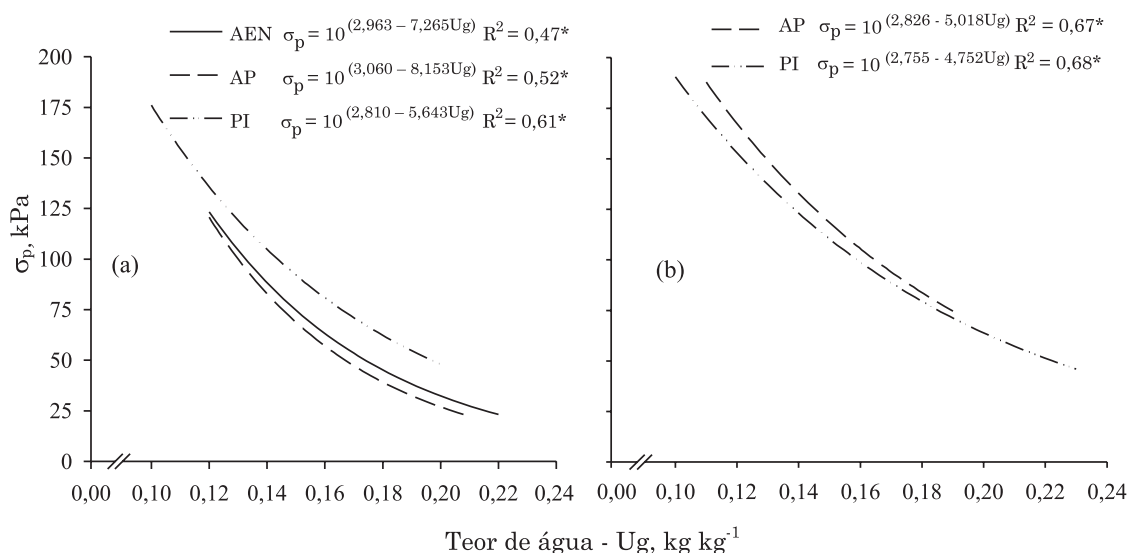 AEN σp = 10^(2,963 – 7,265Ug) R² = 0,47*
AP σp = 10^(3,060 – 8,153Ug) R² = 0,52*
PI σp = 10^(2,810 – 5,643Ug) R² = 0,61*
AP σp = 10^(2,826 - 5,018Ug) R² = 0,67*
PI σp = 10^(2,755 - 4,752Ug) R² = 0,68*
200
175
150
125
100
75
50
25
0
σp, kPa
(a)
(b)
0,00 0,10 0,12 0,14 0,16 0,18 0,20 0,22 0,24
0,00 0,10 0,12 0,14 0,16 0,18 0,20 0,22 0,24
Teor de água - Ug, kg kg⁻¹